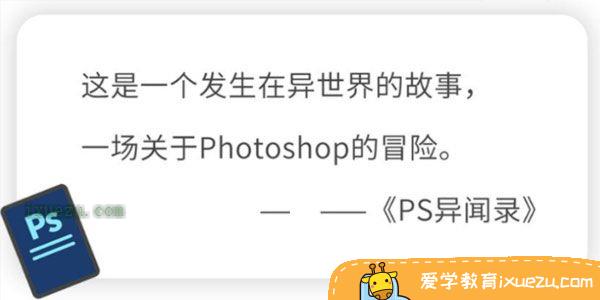 这是一个发生在异世界的故事，
一场关于Photoshop的冒险。
— ——《PS异闻录》
PS
ixuezu.com
爱学教育ixuezu.com